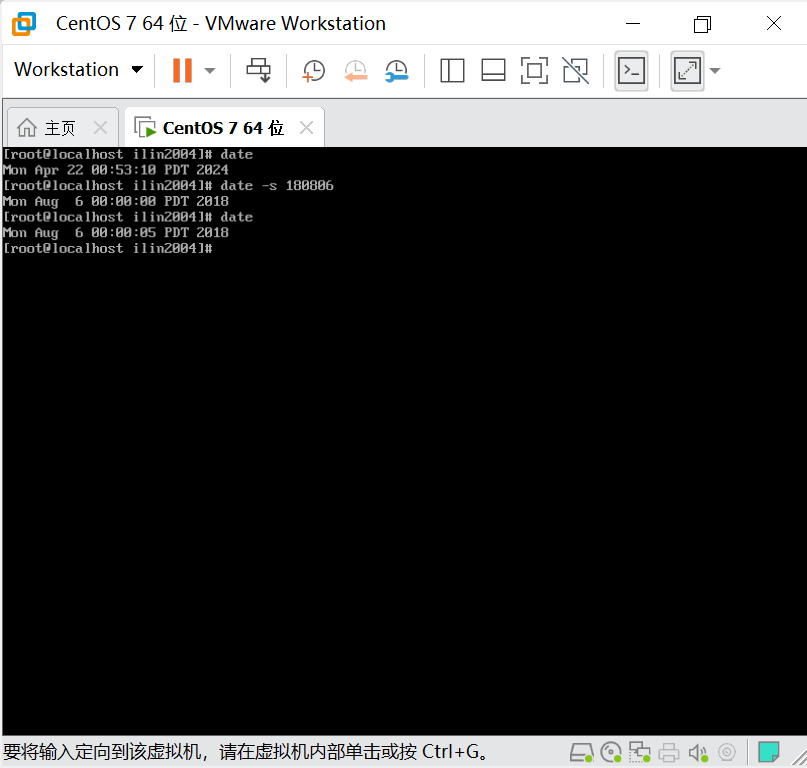 CentOS 7 64 位 - VMware Workstation
Workstation
主页
CentOS 7 64 位
[root@localhost ilin2004]# date
Mon Apr 22 00:53:10 PDT 2024
[root@localhost ilin2004]# date -s 180806
Mon Aug  6 00:00:00 PDT 2018
[root@localhost ilin2004]# date
Mon Aug  6 00:00:05 PDT 2018
[root@localhost ilin2004]#
要将输入定向到该虚拟机，请在虚拟机内部单击或按 Ctrl+G。